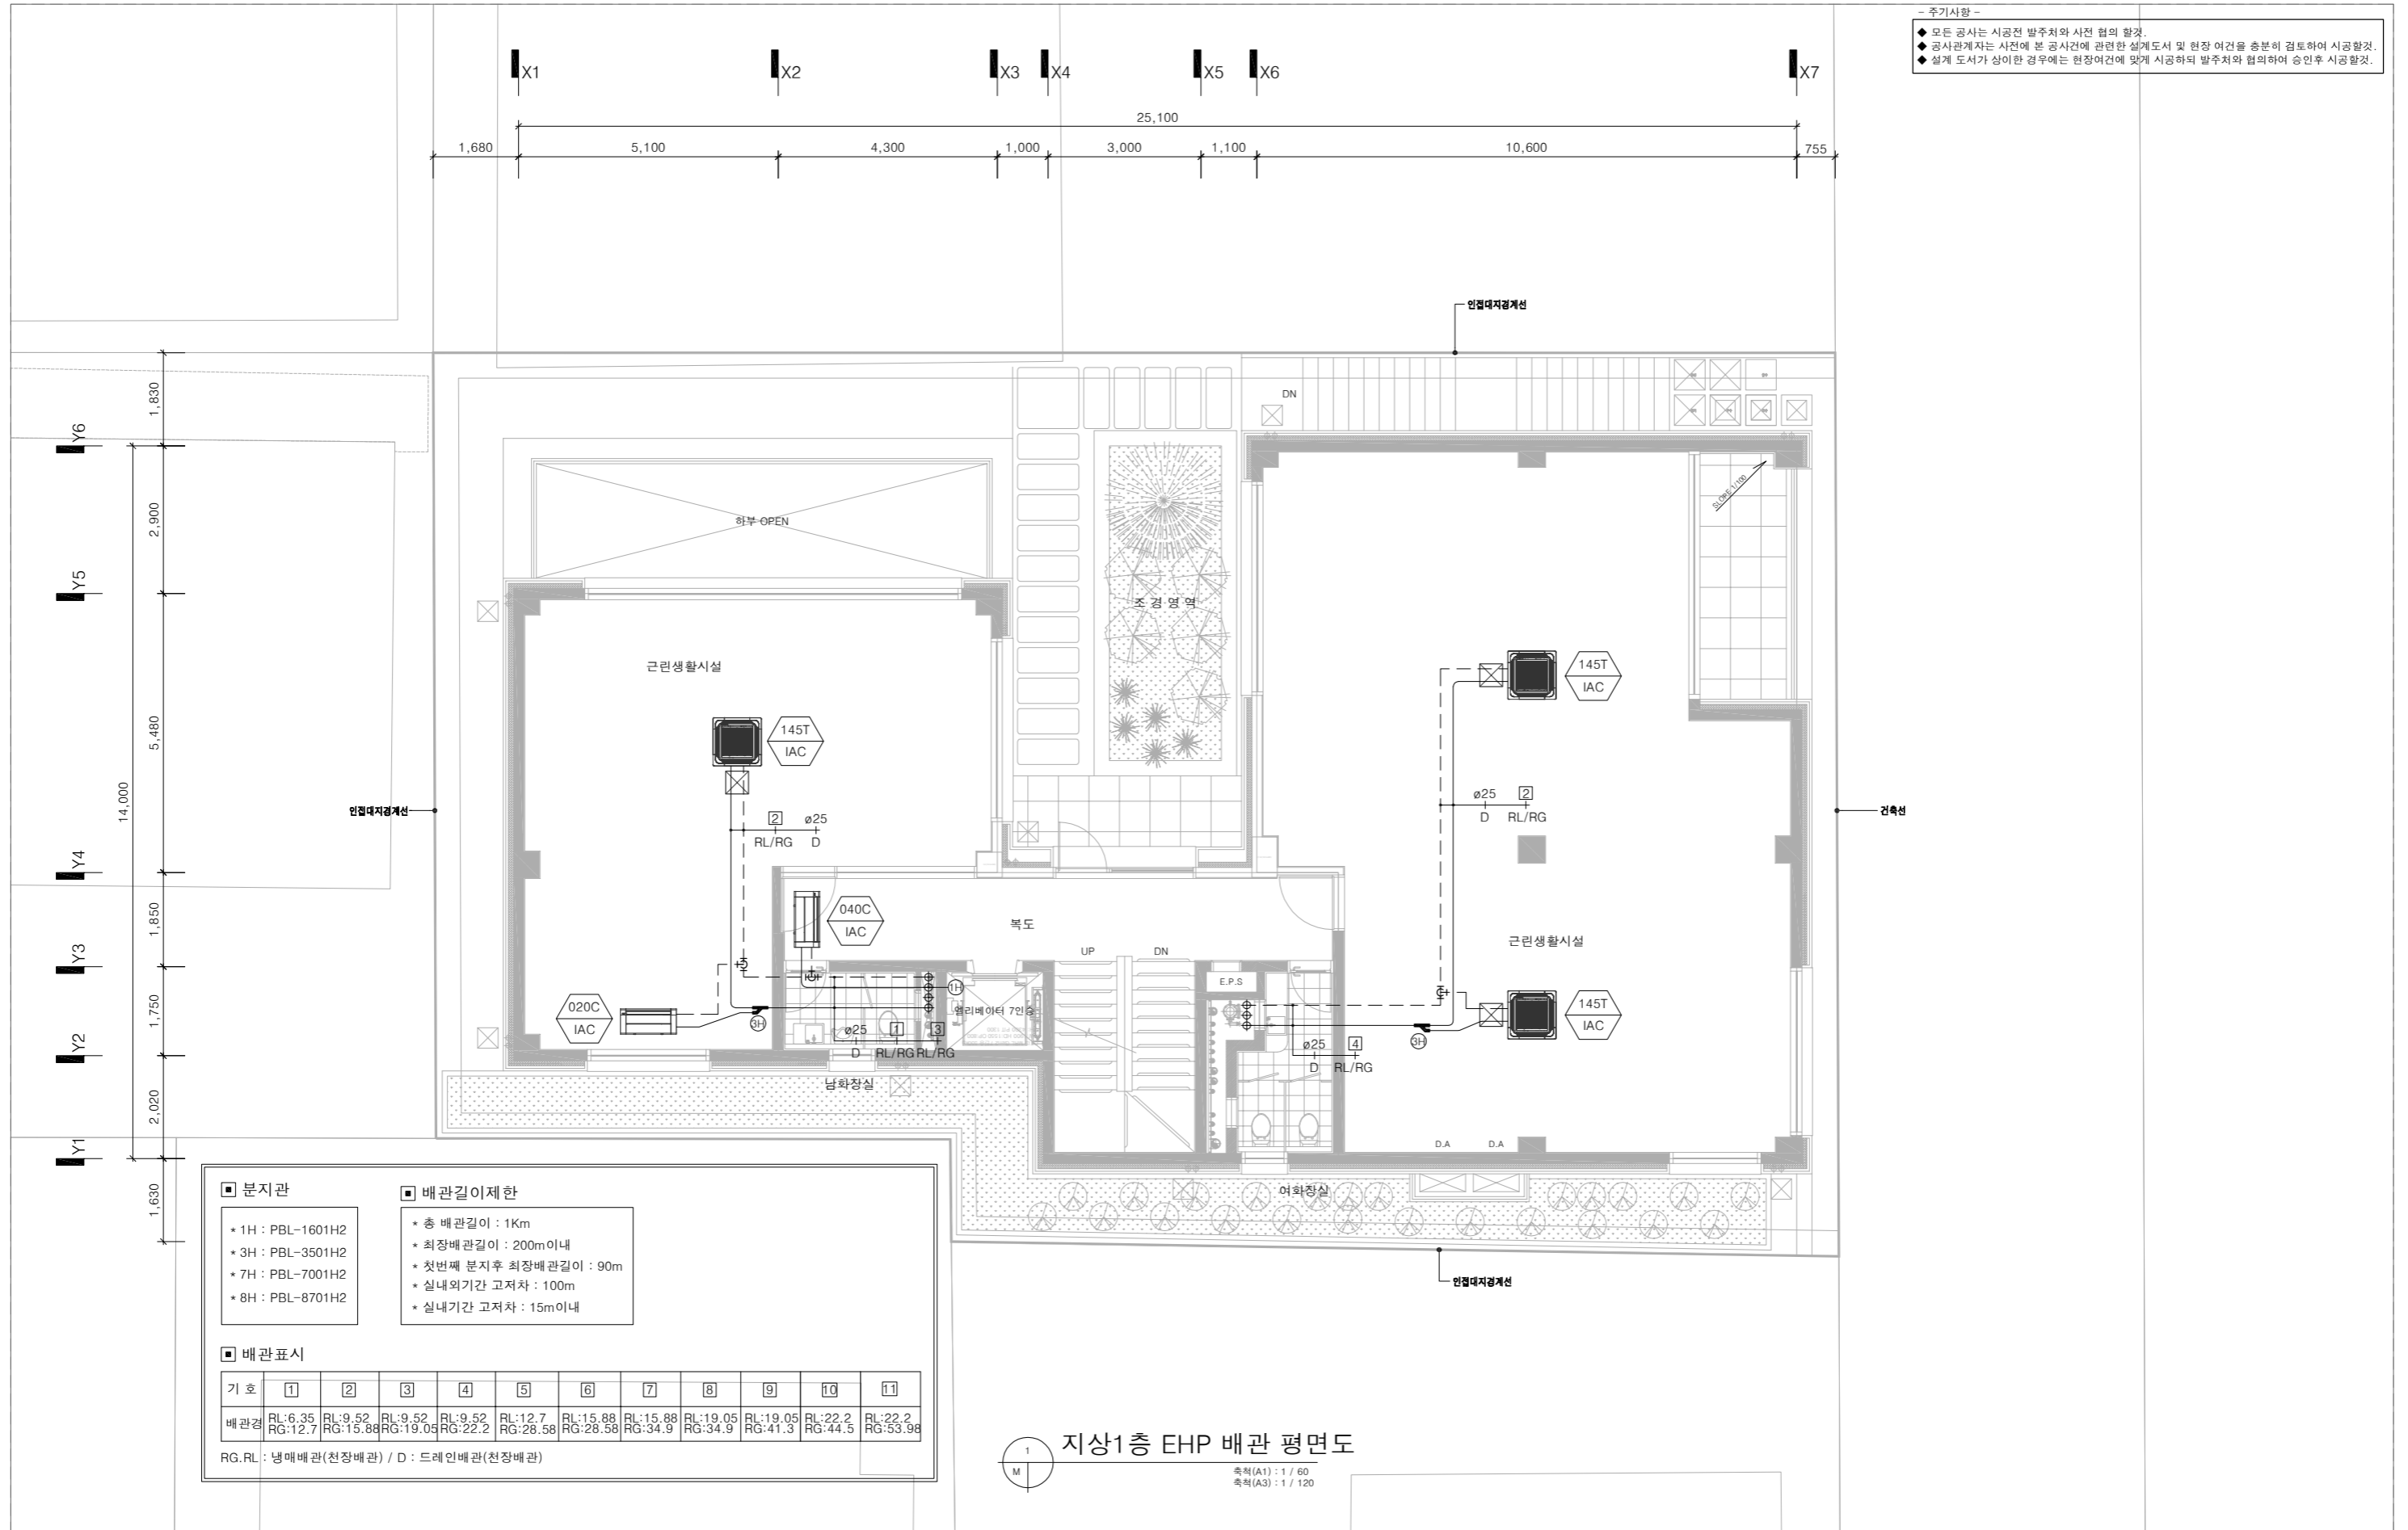 - 주기사항 -
◆ 모든 공사는 시공전 발주처와 사전 협의 할것.
◆ 공사관계자는 사전에 본 공사건에 관련한 설계도서 및 현장 여건을 충분히 검토하여 시공할것.
◆ 설계 도서가 상이한 경우에는 현장여건에 맞게 시공하되 발주처와 협의하여 승인후 시공할것.
X1
X2
X3
X4
X5
X6
X7
25,100
1,680
5,100
4,300
1,000
3,000
1,100
10,600
755
인접대지경계선
1,830
Y6
DN
2,900
SLOPE 1/100
하부 OPEN
Y5
조 경 영 역
근린생활시설
145T
IAC
5,480
145T
IAC
14,000
ø25
2
D
RL/RG
인접대지경계선
건축선
2
ø25
RL/RG
D
Y4
1,850
040C
IAC
복도
근린생활시설
UP
DN
Y3
E.P.S
1H
020C
IAC
145T
IAC
1,750
3H
엘리베이터 7인승
ø25
1
3
D
RL/RG
RL/RG
3H
ø25
4
D
RL/RG
Y2
남화장실
2,020
D.A
D.A
Y1
여화장실
1,630
인접대지경계선
분지관
* 1H : PBL-1601H2
* 3H : PBL-3501H2
* 7H : PBL-7001H2
* 8H : PBL-8701H2
배관길이제한
* 총 배관길이 : 1Km
* 최장배관길이 : 200m이내
* 첫번째 분지후 최장배관길이 : 90m
* 실내외기간 고저차 : 100m
* 실내기간 고저차 : 15m이내
배관표시
기 호 1 2 3 4 5 6 7 8 9 10 11
배관경 RL:6.35 RL:9.52 RL:9.52 RL:9.52 RL:12.7 RL:15.88 RL:15.88 RL:19.05 RL:19.05 RL:22.2 RL:22.2
RG:12.7 RG:15.88 RG:19.05 RG:22.2 RG:28.58 RG:28.58 RG:34.9 RG:34.9 RG:41.3 RG:44.5 RG:53.98
RG.RL : 냉매배관(천장배관) / D : 드레인배관(천장배관)
1
M
지상1층 EHP 배관 평면도
축척(A1) : 1 / 60
축척(A3) : 1 / 120